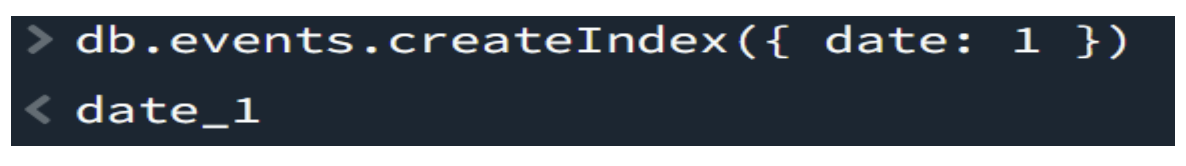 > db.events.createIndex({ date: 1 })
< date_1